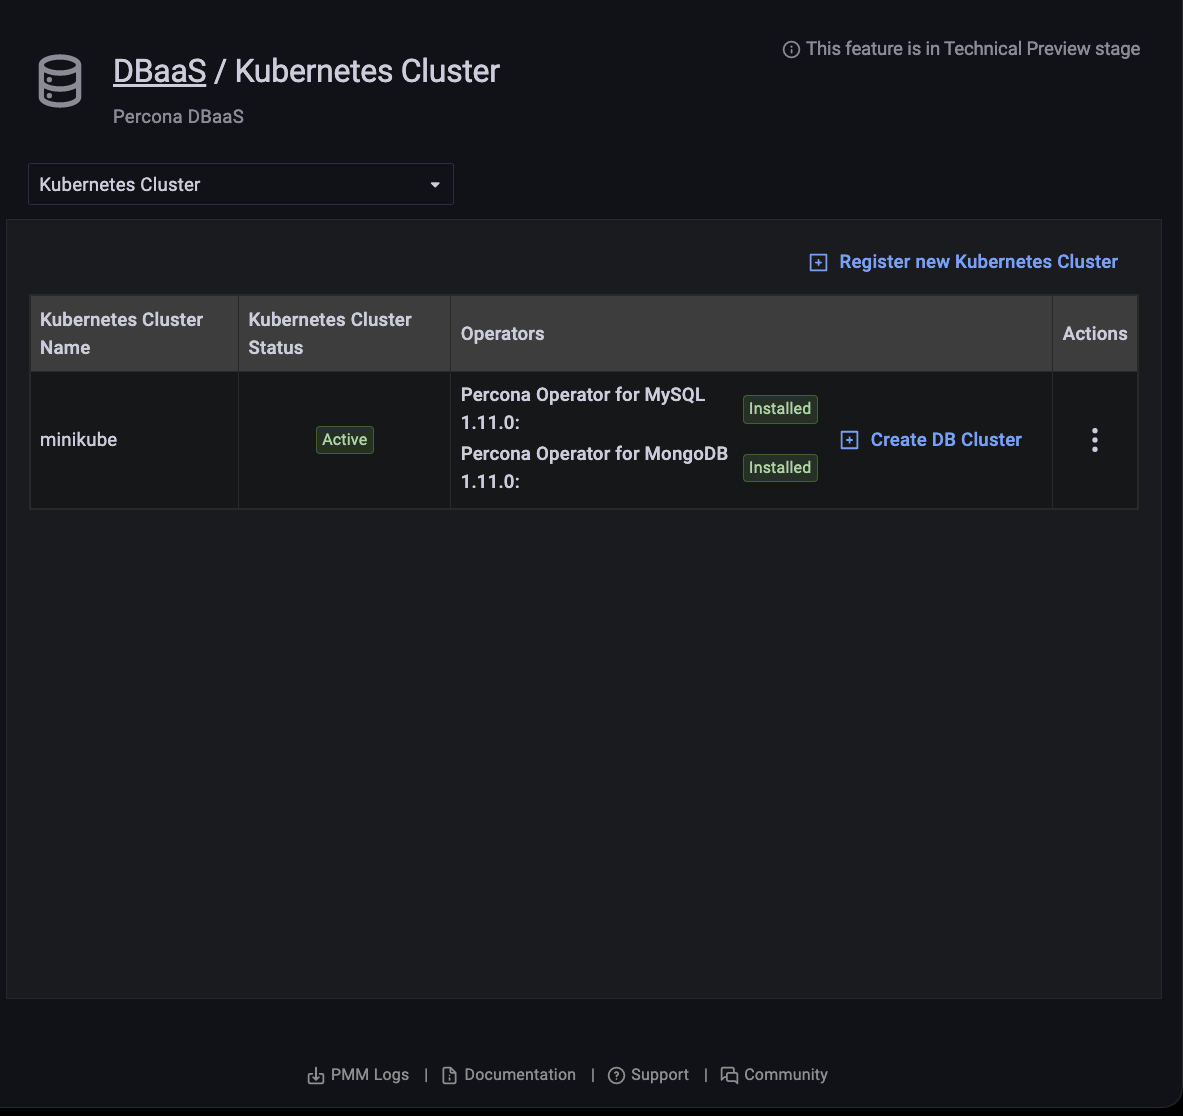 This feature is in Technical Preview stage
DBaaS / Kubernetes Cluster
Percona DBaaS
Kubernetes Cluster
Register new Kubernetes Cluster
Kubernetes Cluster
Name
Kubernetes Cluster
Status
Operators
Actions
minikube
Active
Percona Operator for MySQL
1.11.0:
Installed
Percona Operator for MongoDB
1.11.0:
Installed
Create DB Cluster
PMM Logs | Documentation | Support | Community